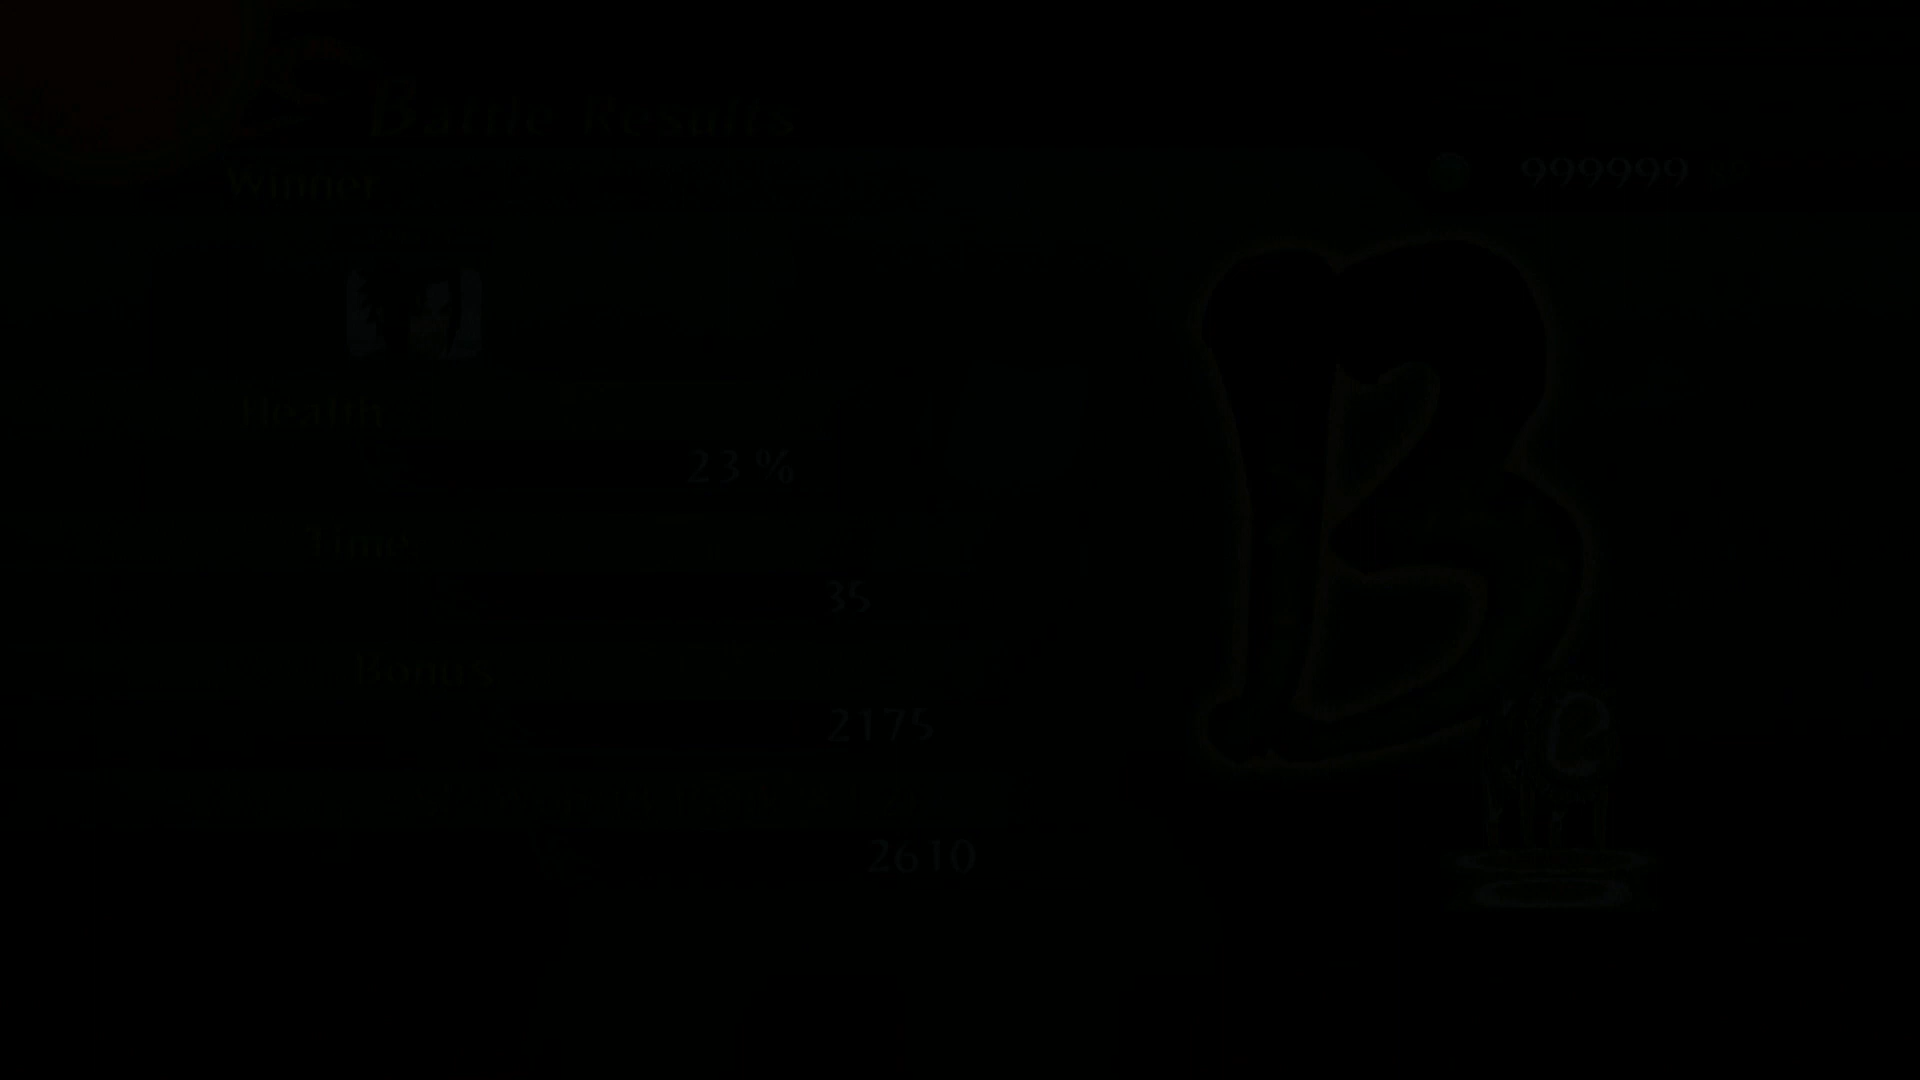 Battle Results
999999
Winner
Health
23 %
Time
35
Bonus
2175
2610
B